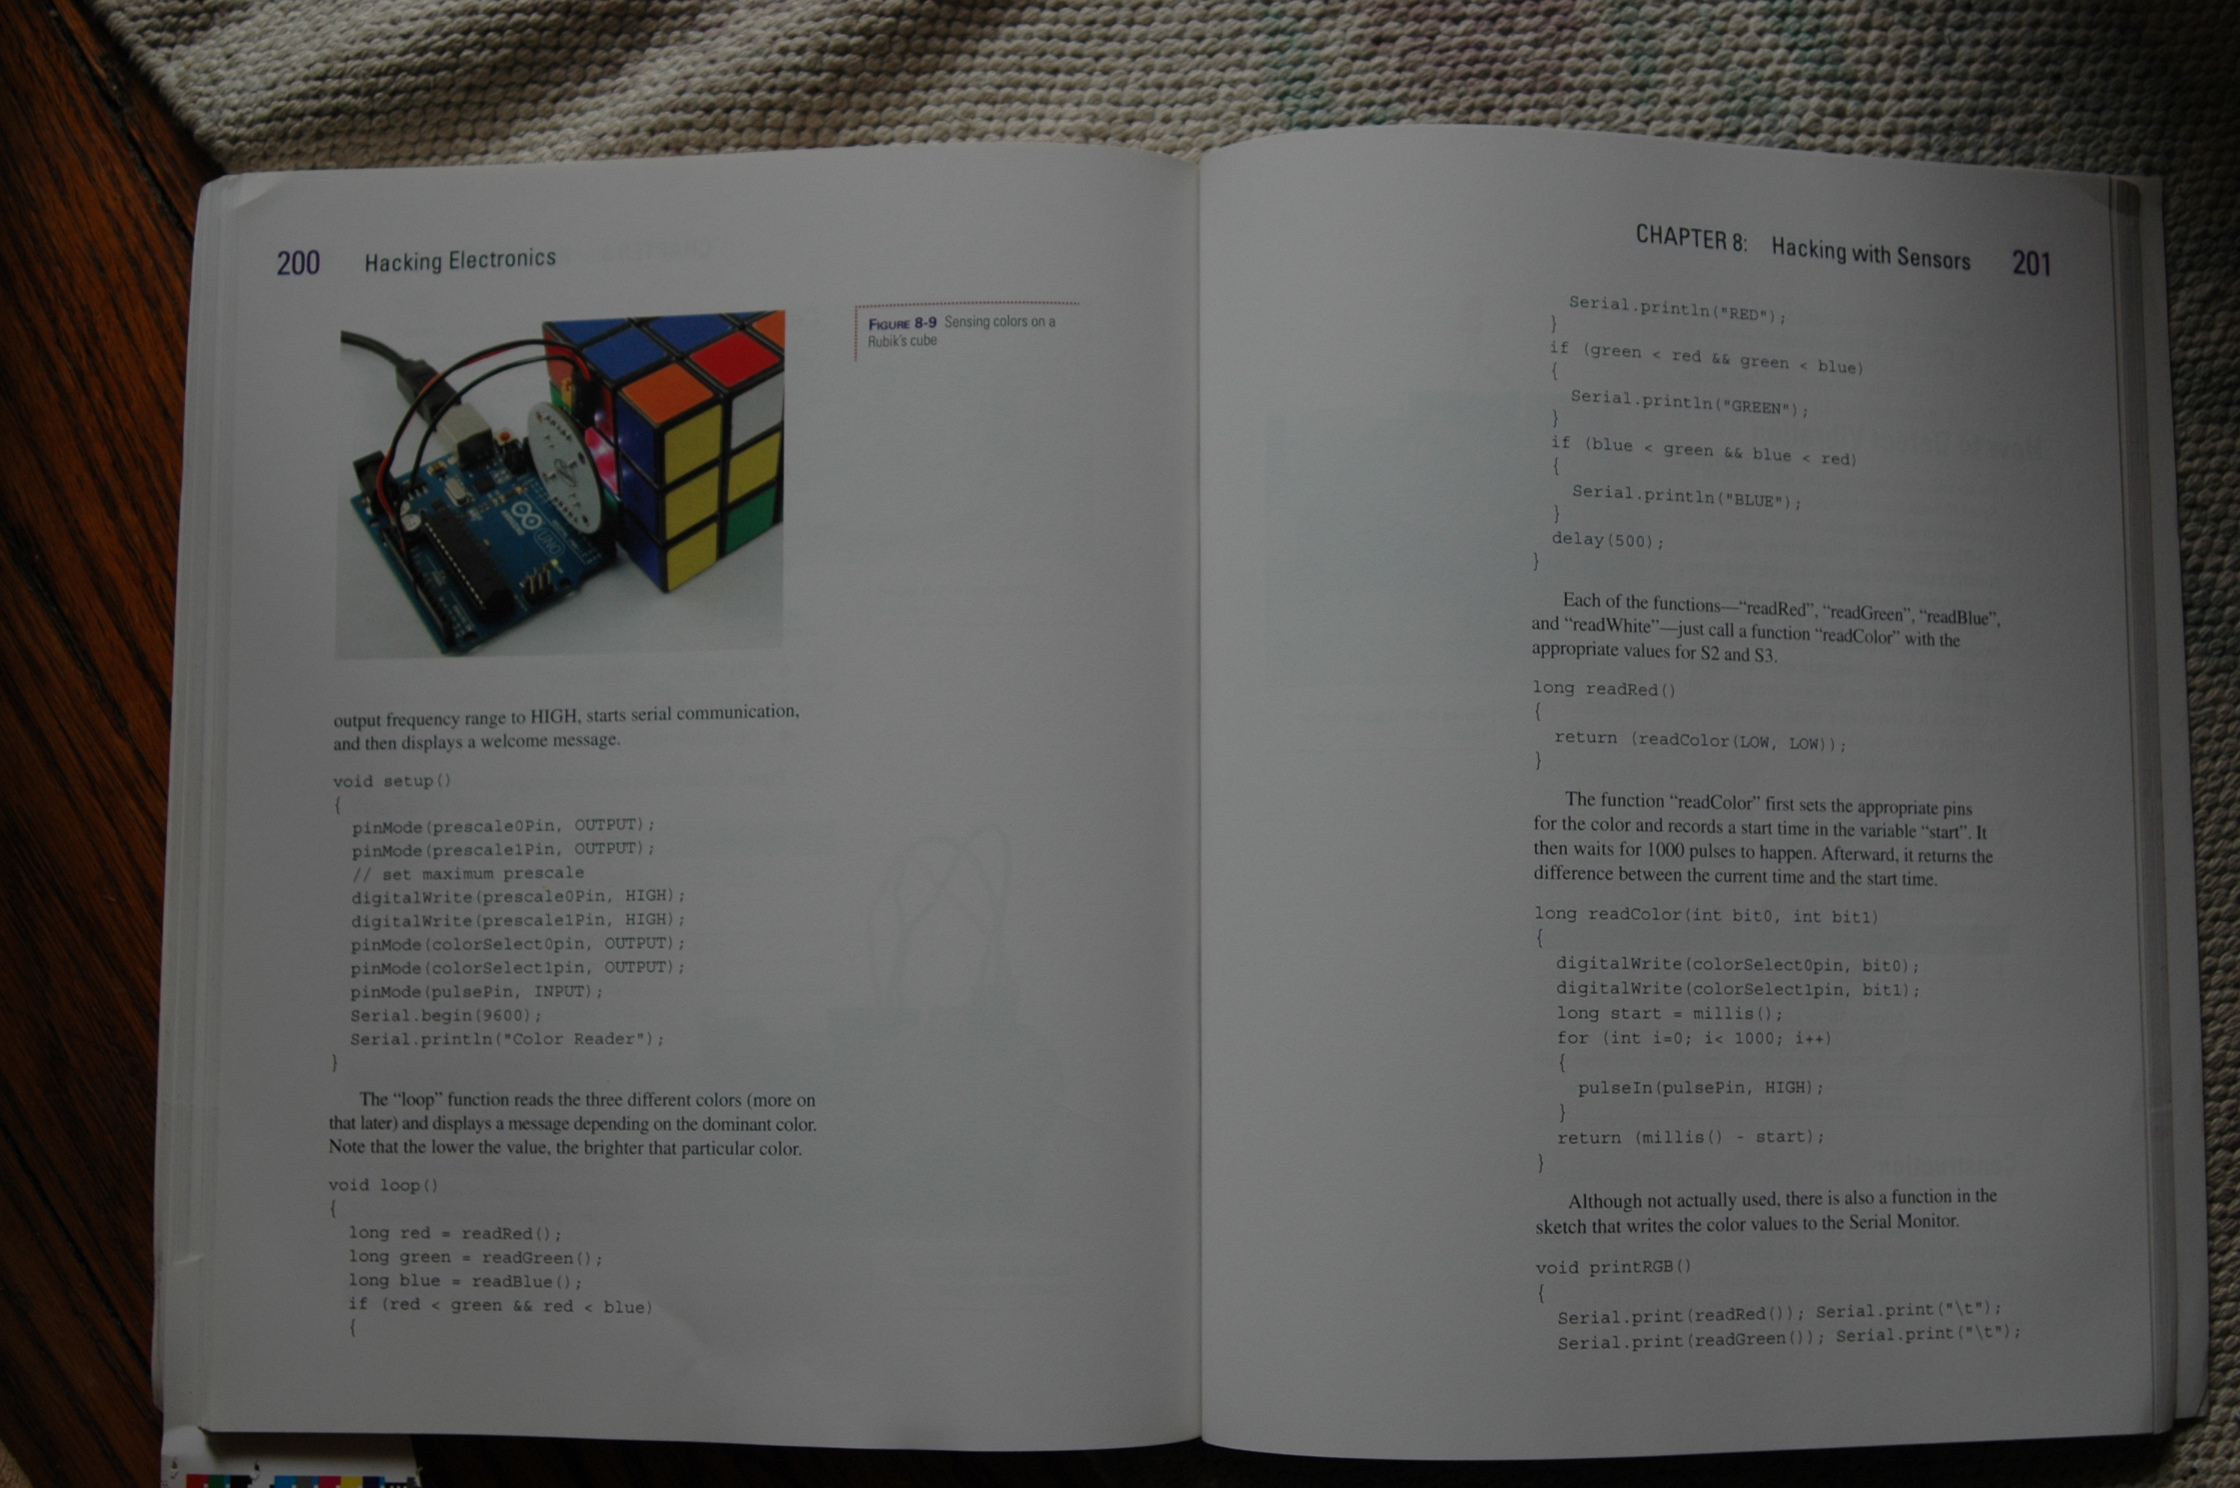 200 Hacking Electronics
FIGURE 8-9 Sensing colors on a
Rubik's cube
UNO
output frequency range to HIGH, starts serial communication,
and then displays a welcome message.
void setup()
{
  pinMode(prescale0Pin, OUTPUT);
  pinMode(prescale1Pin, OUTPUT);
  // set maximum prescale
  digitalWrite(prescale0Pin, HIGH);
  digitalWrite(prescale1Pin, HIGH);
  pinMode(colorSelect0pin, OUTPUT);
  pinMode(colorSelect1pin, OUTPUT);
  pinMode(pulsePin, INPUT);
  Serial.begin(9600);
  Serial.println("Color Reader");
}
The “loop” function reads the three different colors (more on
that later) and displays a message depending on the dominant color.
Note that the lower the value, the brighter that particular color.
void loop()
{
  long red = readRed();
  long green = readGreen();
  long blue = readBlue();
  if (red < green && red < blue)
  {
CHAPTER 8: Hacking with Sensors 201
    Serial.println("RED");
  }
  if (green < red && green < blue)
  {
    Serial.println("GREEN");
  }
  if (blue < green && blue < red)
  {
    Serial.println("BLUE");
  }
  delay(500);
}
Each of the functions—“readRed”, “readGreen”, “readBlue”,
and “readWhite”—just call a function “readColor” with the
appropriate values for S2 and S3.
long readRed()
{
  return (readColor(LOW, LOW));
}
The function “readColor” first sets the appropriate pins
for the color and records a start time in the variable “start”. It
then waits for 1000 pulses to happen. Afterward, it returns the
difference between the current time and the start time.
long readColor(int bit0, int bit1)
{
  digitalWrite(colorSelect0pin, bit0);
  digitalWrite(colorSelect1pin, bit1);
  long start = millis();
  for (int i=0; i< 1000; i++)
  {
    pulseIn(pulsePin, HIGH);
  }
  return (millis() - start);
}
Although not actually used, there is also a function in the
sketch that writes the color values to the Serial Monitor.
void printRGB()
{
  Serial.print(readRed()); Serial.print("\t");
  Serial.print(readGreen()); Serial.print("\t");